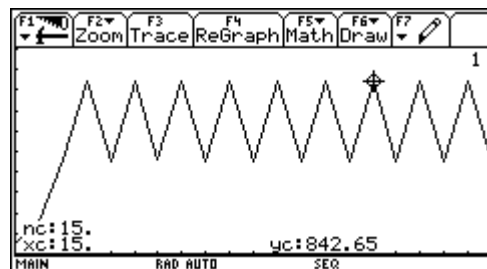 F1 F2 F3 F4 F5 F6 F7
Zoom Trace ReGraph Math Draw
1
nc:15.
xc:15. yc:842.65
MAIN RAD AUTO SEQ